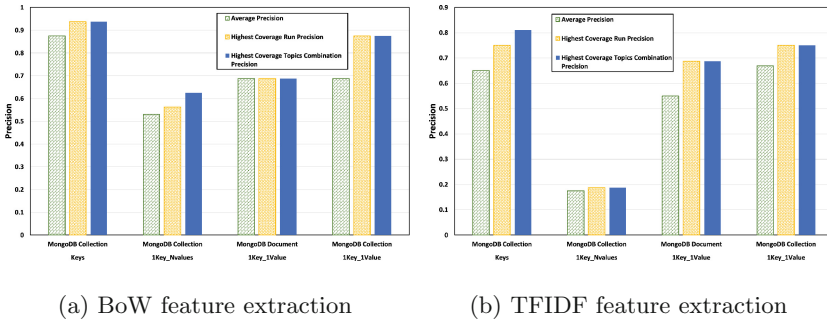 1
0.9
0.8
0.7
0.6
0.5
0.4
0.3
0.2
0.1
0
Precision
Average Precision
Highest Coverage Run Precision
Highest Coverage Topics Combination
Precision
MongoDB Collection MongoDB Collection MongoDB Document MongoDB Collection
Keys 1Key_Nvalues 1Key_1Value 1Key_1Value
(a) BoW feature extraction
0.9
0.8
0.7
0.6
0.5
0.4
0.3
0.2
0.1
0
Precision
Average Precision
Highest Coverage Run Precision
Highest Coverage Topics Combination
Precision
MongoDB Collection MongoDB Collection MongoDB Document MongoDB Collection
Keys 1Key_Nvalues 1Key_1Value 1Key_1Value
(b) TFIDF feature extraction